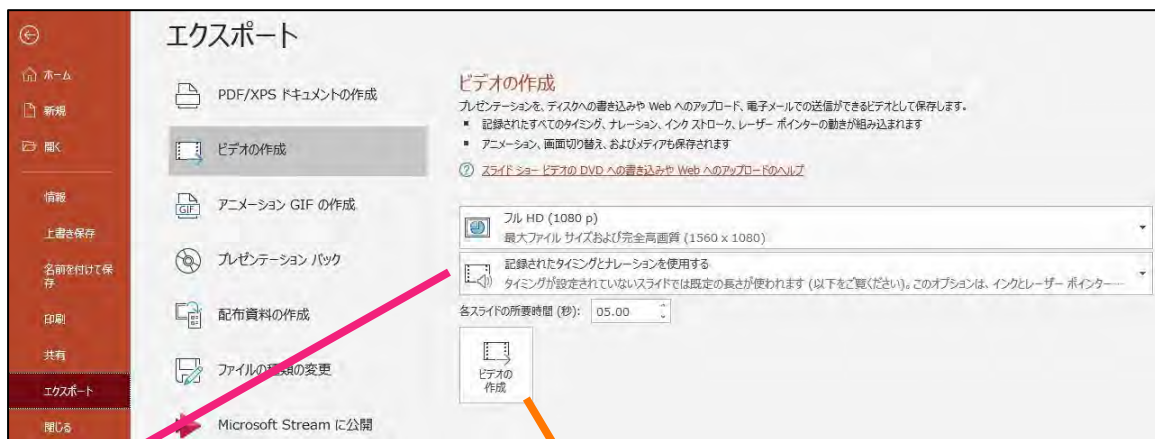 エクスポート
ホーム
新規
開く
情報
上書き保存
名前を付けて保
存
印刷
共有
エクスポート
閉じる
PDF/XPS ドキュメントの作成
ビデオの作成
アニメーション GIF の作成
GIF
プレゼンテーション パック
配布資料の作成
ファイルの種類の変更
Microsoft Stream に公開
ビデオの作成
プレゼンテーションを、ディスクへの書き込みや Web へのアップロード、電子メールでの送信ができるビデオとして保存します。
■ 記録されたすべてのタイミング、ナレーション、インク ストローク、レーザー ポインターの動きが組み込まれます
■ アニメーション、画面切り替え、およびメディアも保存されます
? スライド ショー ビデオの DVD への書き込みや Web へのアップロードのヘルプ
フル HD (1080 p)
最大ファイル サイズおよび完全高画質 (1560 x 1080)
記録されたタイミングとナレーションを使用する
タイミングが設定されていないスライドでは既定の長さが使われます (以下をご覧ください)。このオプションは、インクとレーザー ポインター……
各スライドの所要時間 (秒): 05.00
ビデオの
作成